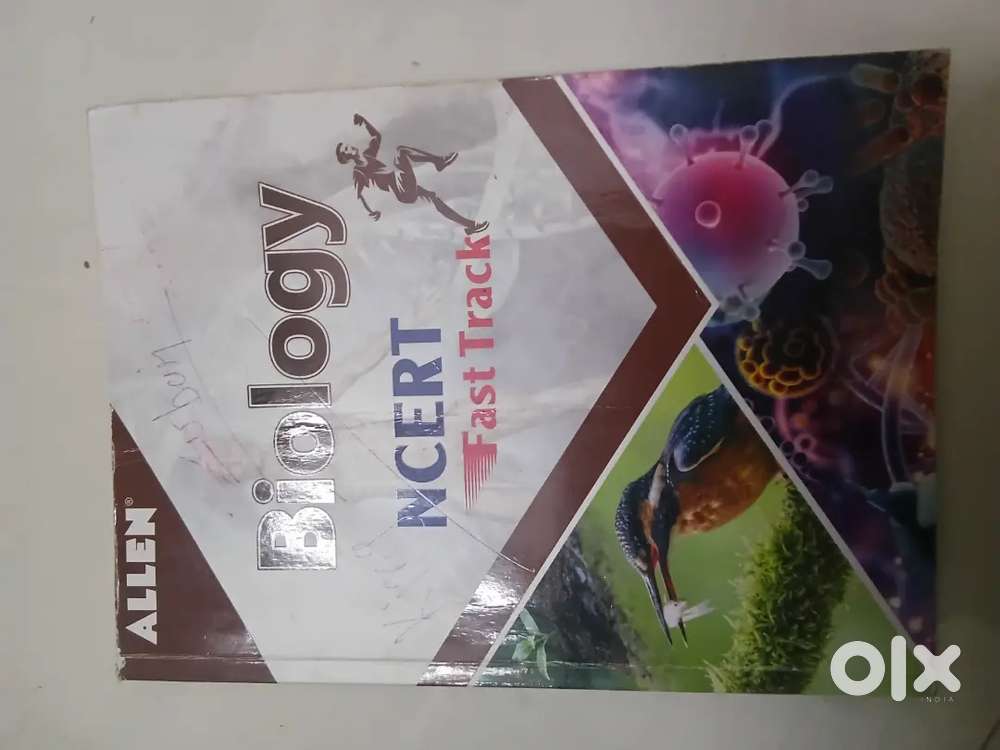 ALLEN®
Biology
NCERT
Fast Track
olx
INDIA